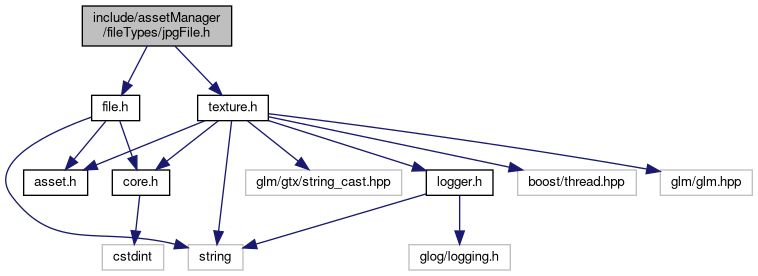 include/assetManager
/fileTypes/jpgFile.h
file.h
texture.h
asset.h
core.h
glm/gtx/string_cast.hpp
logger.h
boost/thread.hpp
glm/glm.hpp
cstdint
string
glog/logging.h